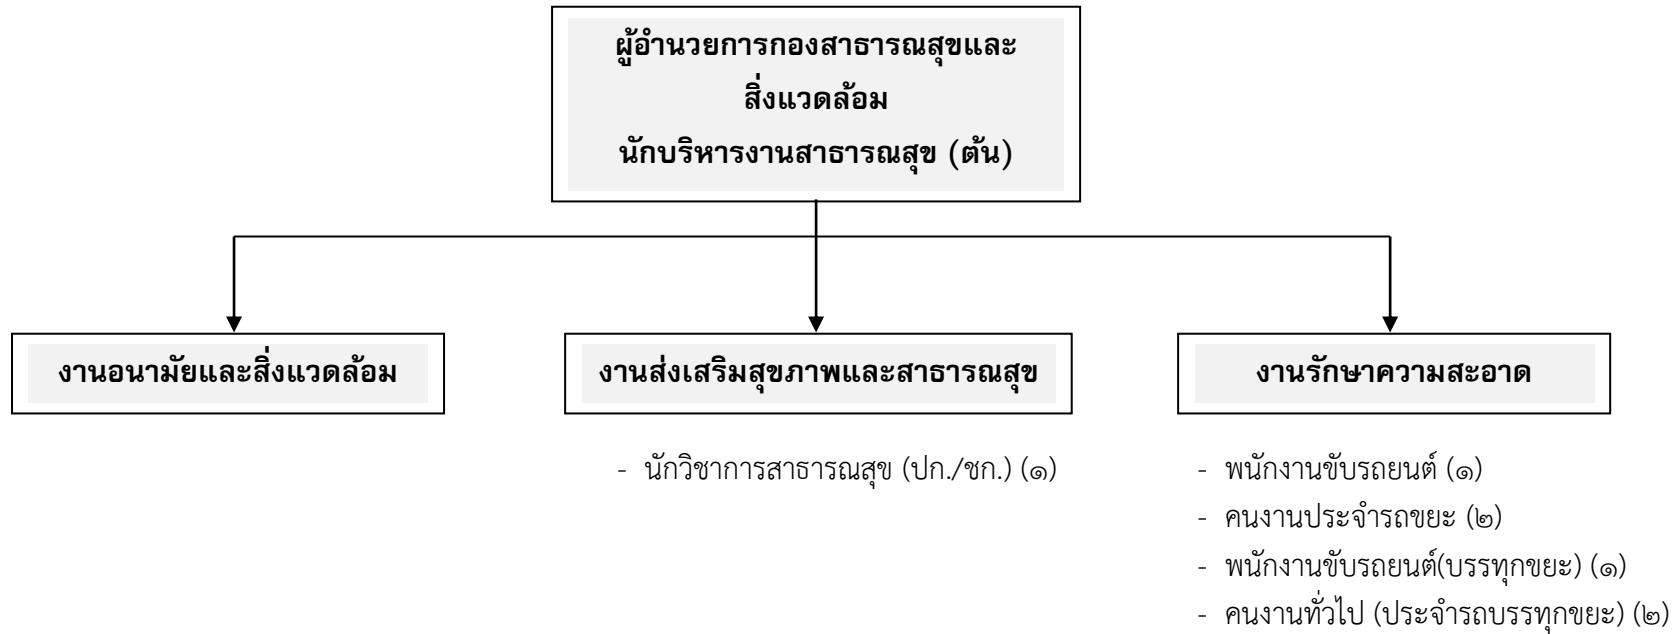 ผู้อำนวยการกองสาธารณสุขและ
สิ่งแวดล้อม
นักบริหารงานสาธารณสุข (ต้น)
งานอนามัยและสิ่งแวดล้อม
งานส่งเสริมสุขภาพและสาธารณสุข
- นักวิชาการสาธารณสุข (ปก./ชก.) (๑)
งานรักษาความสะอาด
- พนักงานขับรถยนต์ (๑)
- คนงานประจำรถขยะ (๒)
- พนักงานขับรถยนต์(บรรทุกขยะ) (๑)
- คนงานทั่วไป (ประจำรถบรรทุกขยะ) (๒)